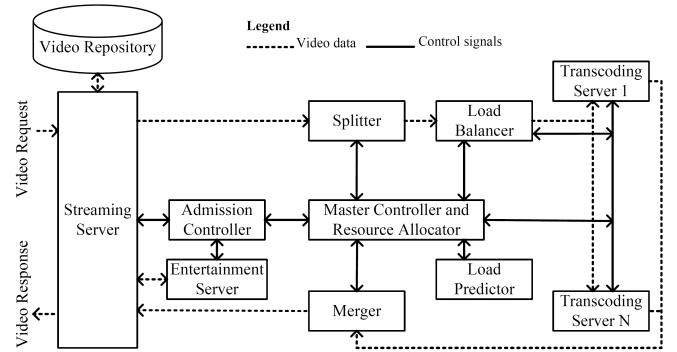 Video Repository
Legend
Video data
Control signals
Transcoding
Server 1
Video Request
Splitter
Load
Balancer
Streaming
Server
Admission
Controller
Master Controller and
Resource Allocator
Entertainment
Server
Load
Predictor
Video Response
Merger
Transcoding
Server N